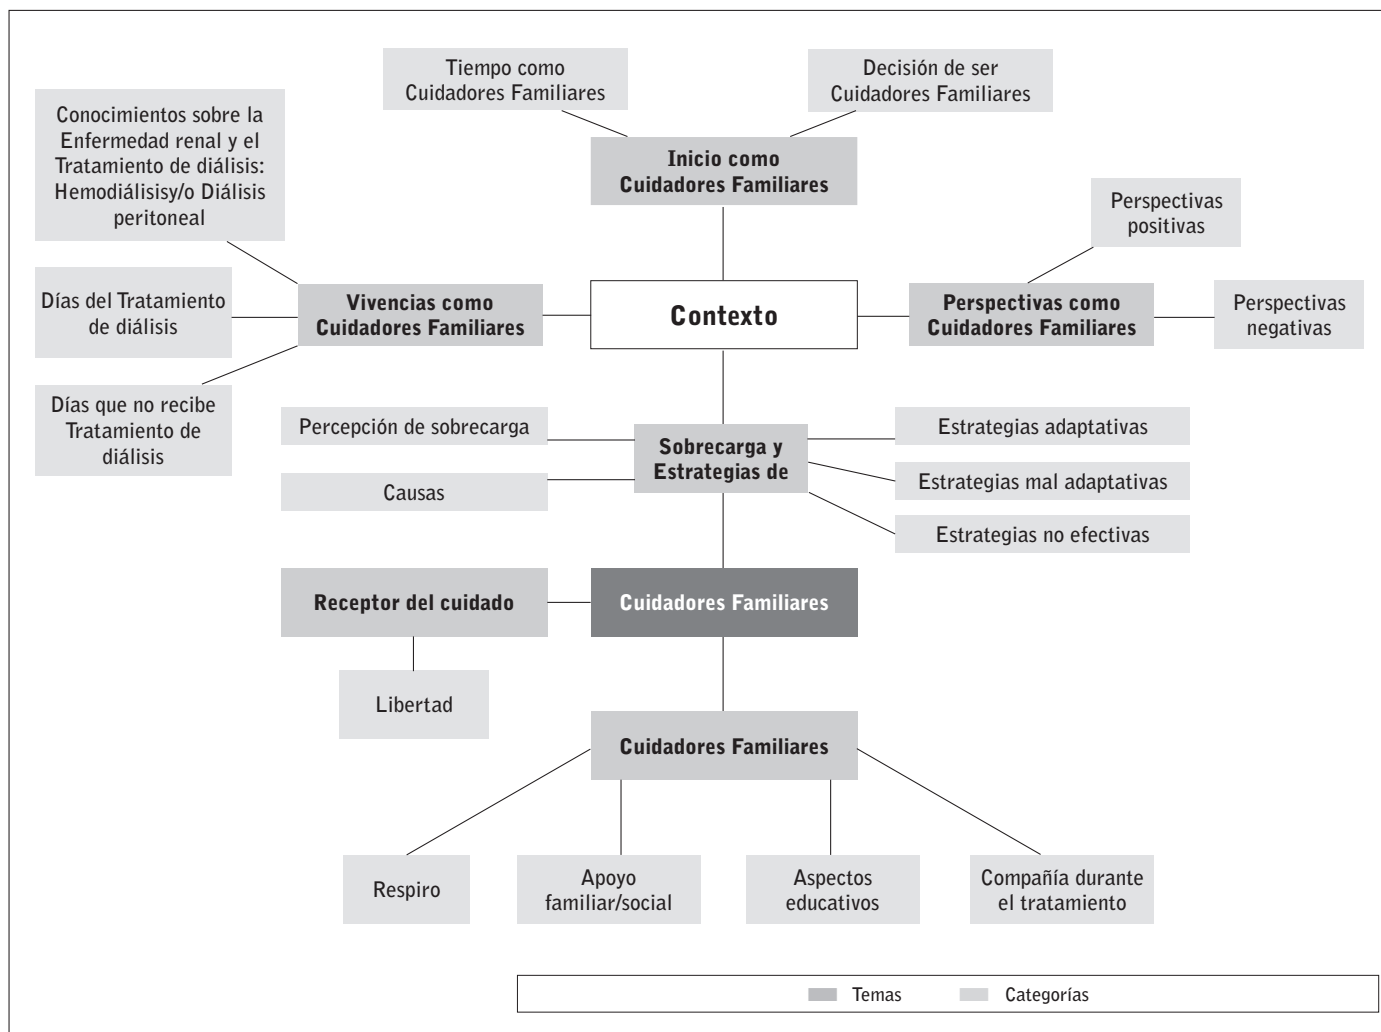 Tiempo como
Cuidadores Familiares
Decisión de ser
Cuidadores Familiares
Conocimientos sobre la
Enfermedad renal y el
Tratamiento de diálisis:
Hemodiálisisy/o Diálisis
peritoneal
Inicio como
Cuidadores Familiares
Perspectivas
positivas
Días del Tratamiento
de diálisis
Vivencias como
Cuidadores Familiares
Contexto
Perspectivas como
Cuidadores Familiares
Perspectivas
negativas
Días que no recibe
Tratamiento de
diálisis
Percepción de sobrecarga
Causas
Sobrecarga y
Estrategias de
Estrategias adaptativas
Estrategias mal adaptativas
Estrategias no efectivas
Receptor del cuidado
Cuidadores Familiares
Libertad
Cuidadores Familiares
Respiro
Apoyo
familiar/social
Aspectos
educativos
Compañía durante
el tratamiento
Temas
Categorías